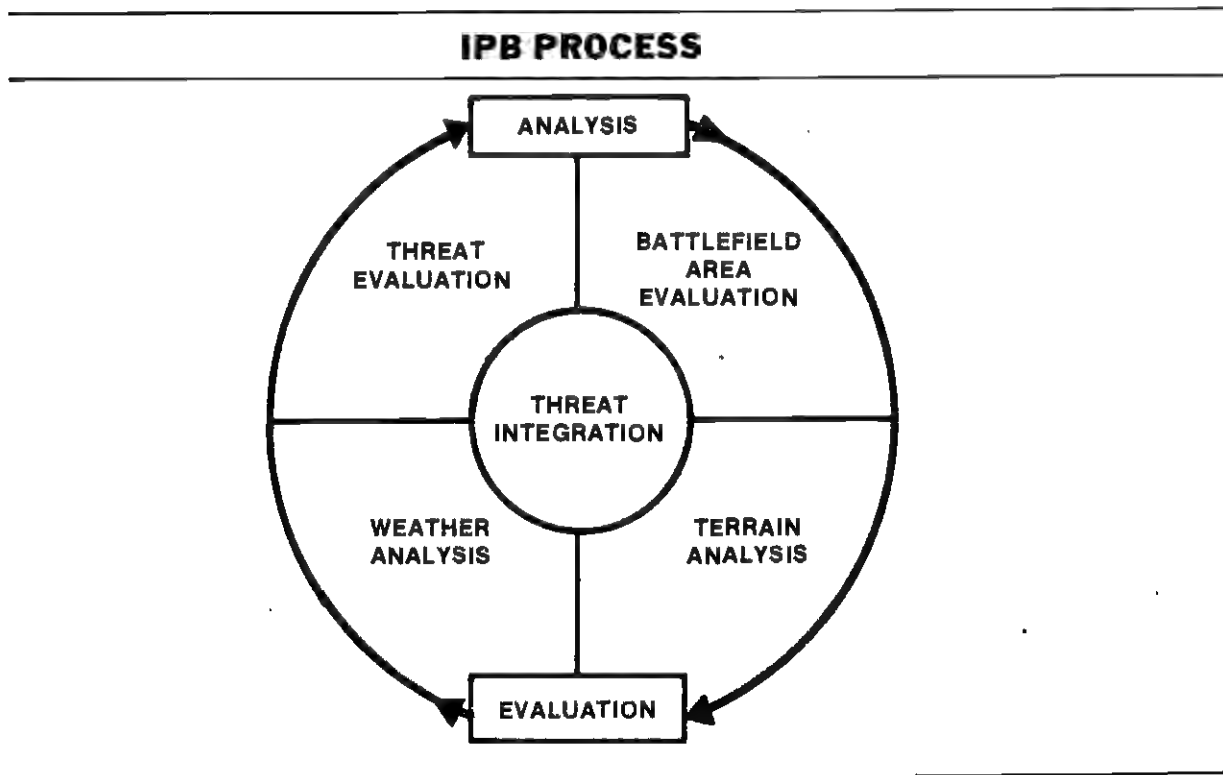 IPB PROCESS
ANALYSIS
THREAT
EVALUATION
BATTLEFIELD
AREA
EVALUATION
THREAT
INTEGRATION
WEATHER
ANALYSIS
TERRAIN
ANALYSIS
EVALUATION